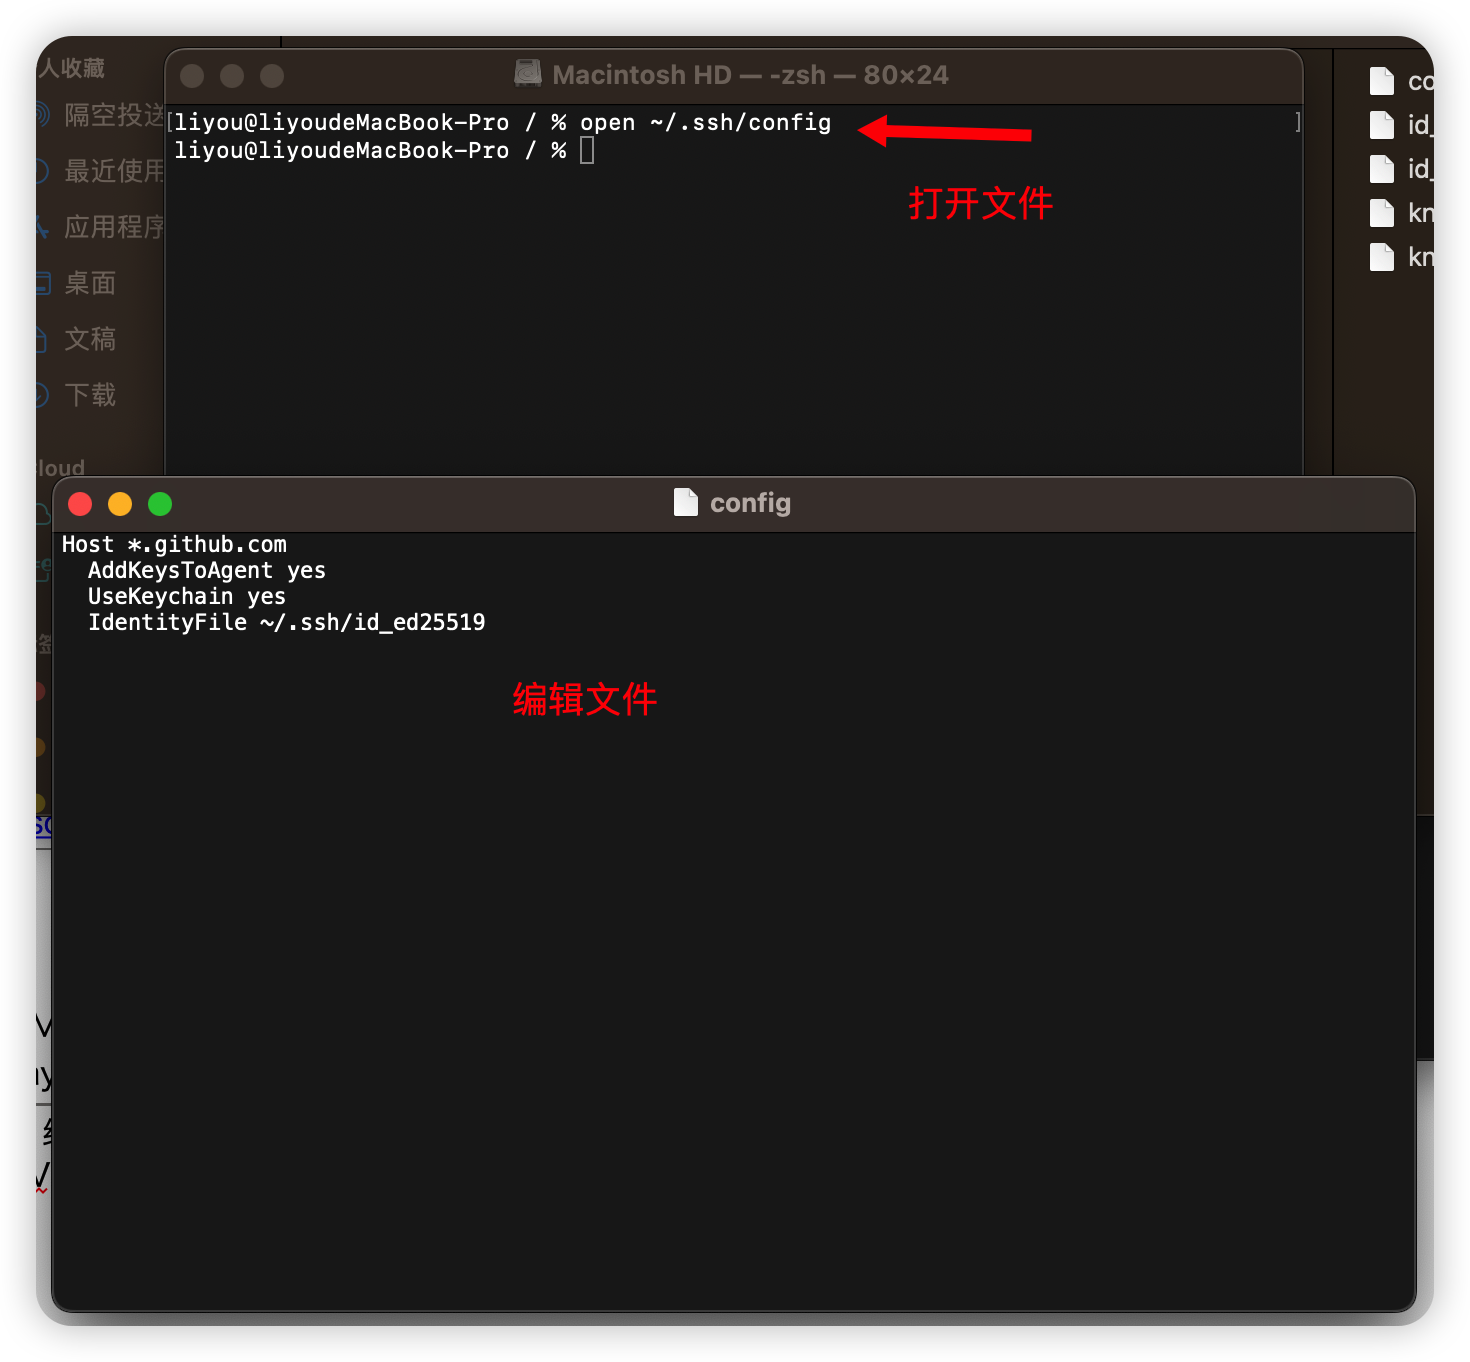 人收藏
隔空投送
最近使用
应用程序
桌面
文稿
下载
Cloud
Macintosh HD — -zsh — 80×24
[liyou@liyoudeMacBook-Pro / % open ~/.ssh/config ]
liyou@liyoudeMacBook-Pro / %
打开文件
co
id_
id_
kn
kn
config
Host *.github.com
AddKeysToAgent yes
UseKeychain yes
IdentityFile ~/.ssh/id_ed25519
编辑文件